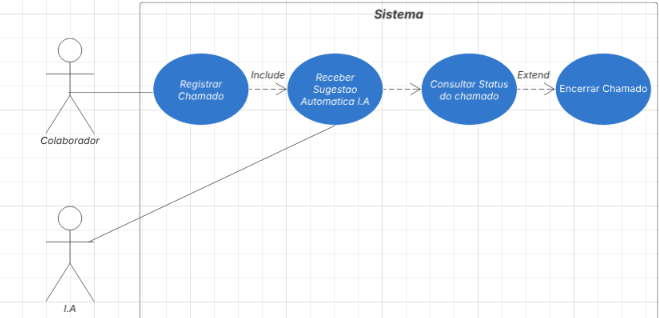 Sistema
Registrar
Chamado
Include
Receber
Sugestao
Automatica I.A
Consultar Status
do chamado
Extend
Encerrar Chamado
Colaborador
I.A